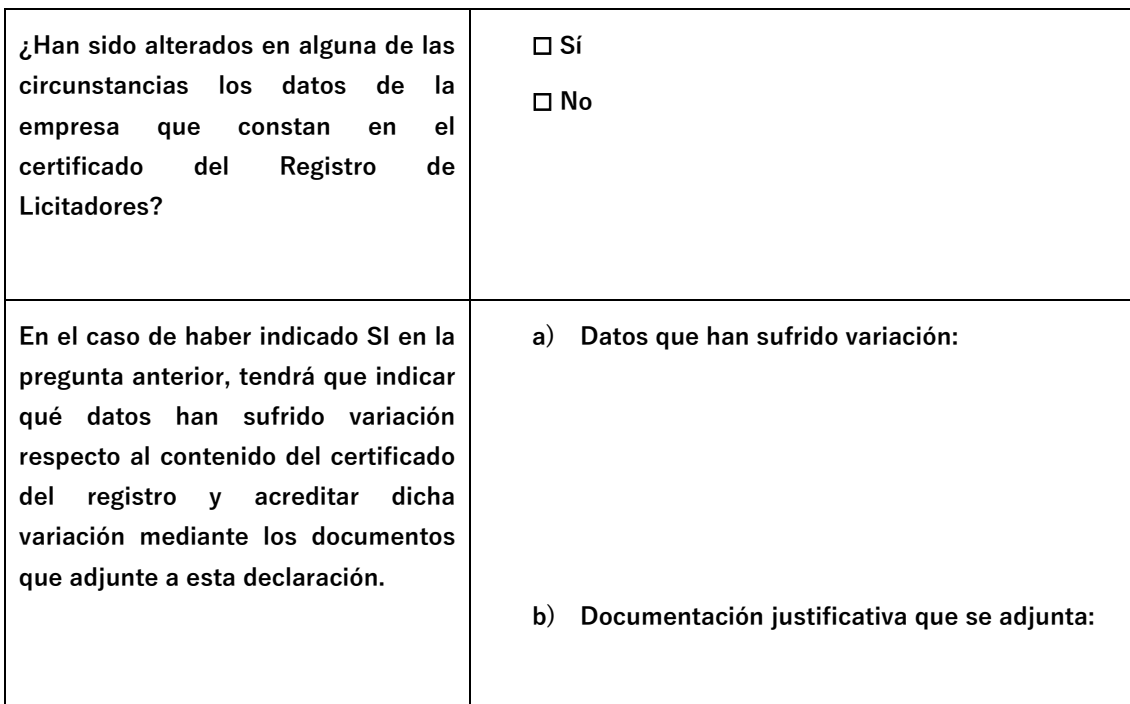 ¿Han sido alterados en alguna de las
circunstancias los datos de la
empresa que constan en el
certificado del Registro de
Licitadores?
☐ Sí
☐ No
En el caso de haber indicado SI en la
pregunta anterior, tendrá que indicar
qué datos han sufrido variación
respecto al contenido del certificado
del registro y acreditar dicha
variación mediante los documentos
que adjunte a esta declaración.
a) Datos que han sufrido variación:
b) Documentación justificativa que se adjunta: